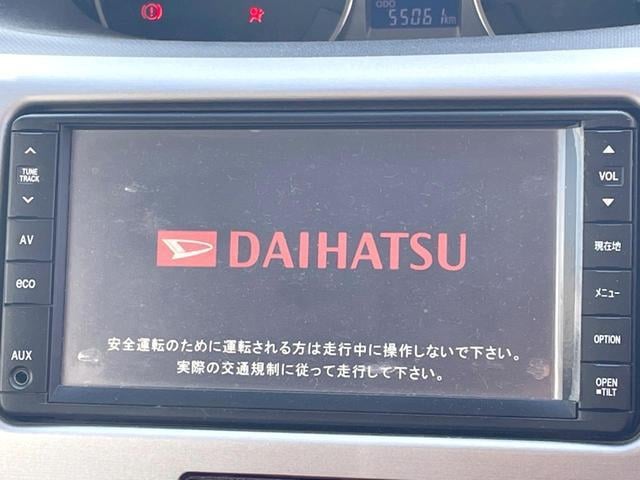 ODO
55061km
TUNE
TRACK
AV
eco
AUX
VOL
現在地
メニュー
OPTION
OPEN
TILT
DAIHATSU
安全運転のために運転される方は走行中に操作しないで下さい。
実際の交通規制に従って走行して下さい。